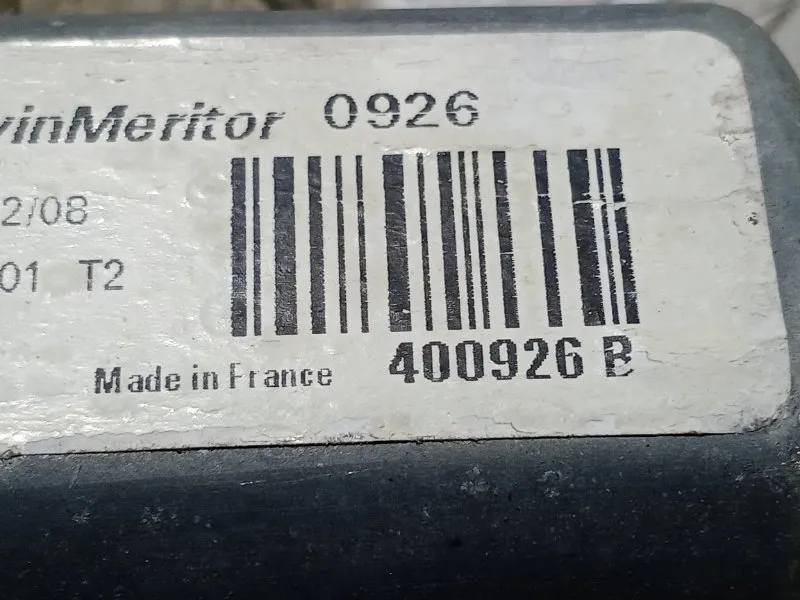 vinMeritor 0926
2/08
01 T2
Made in France 400926 B